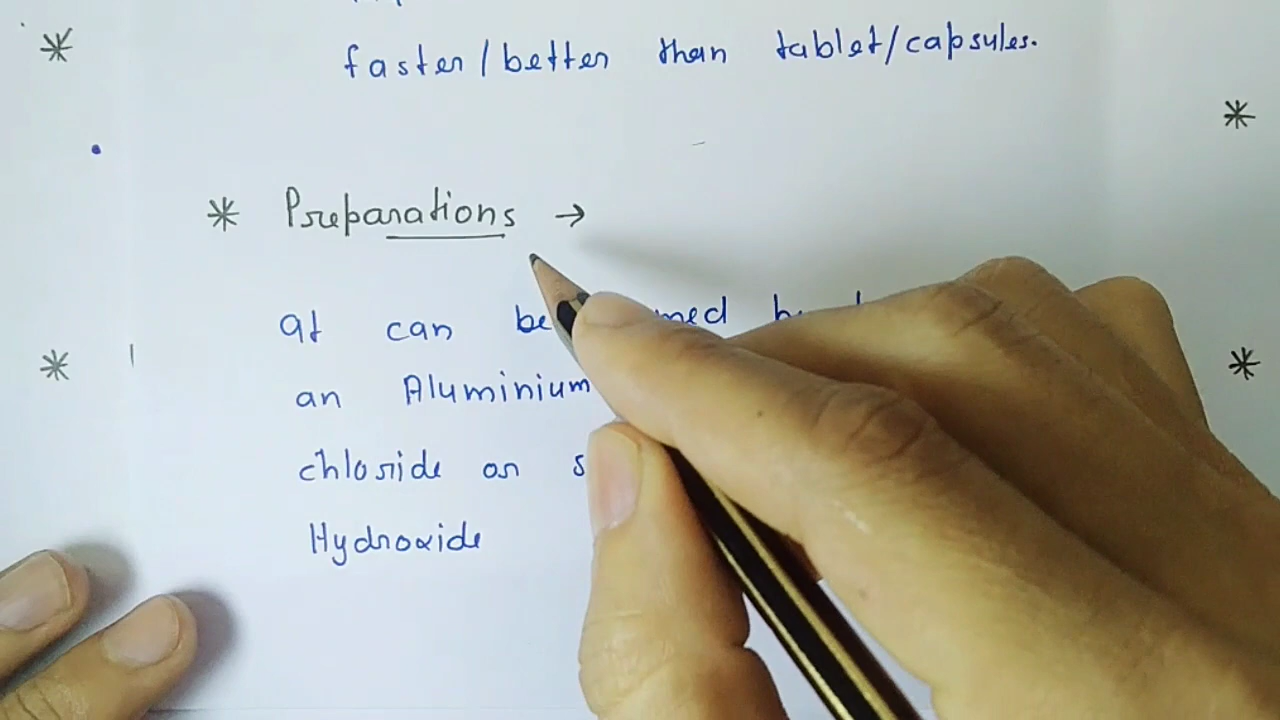 faster/better than tablet/capsules.
* Preparations →
It can be
an Aluminium
chloride or
Hydroxide